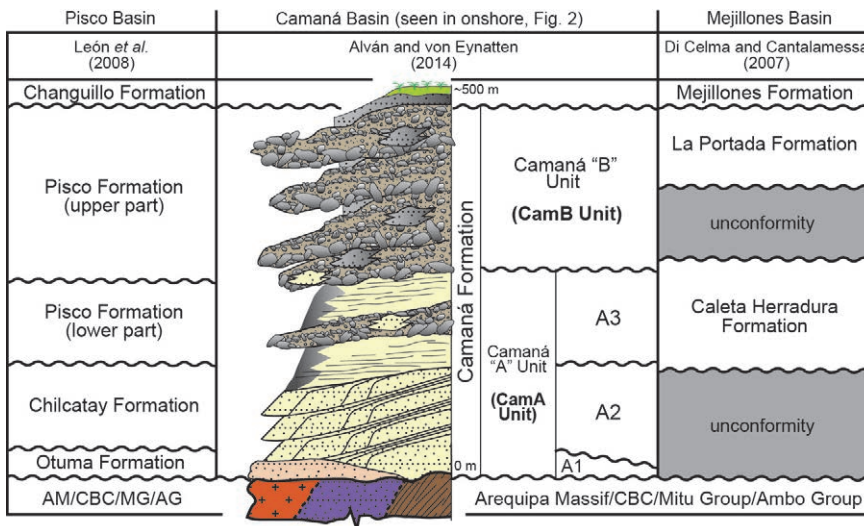 Pisco Basin
Camaná Basin (seen in onshore, Fig. 2)
Mejillones Basin
León et al.
(2008)
Alván and von Eynatten
(2014)
Di Celma and Cantalamessa
(2007)
Changuillo Formation
~500 m
Mejillones Formation
Pisco Formation
(upper part)
Camaná "B"
Unit
(CamB Unit)
La Portada Formation
unconformity
Camaná Formation
Pisco Formation
(lower part)
Camaná
"A" Unit
(CamA
Unit)
A3
Caleta Herradura
Formation
Chilcatay Formation
A2
unconformity
Otuma Formation
0 m
A1
AM/CBC/MG/AG
Arequipa Massif/CBC/Mitu Group/Ambo Group